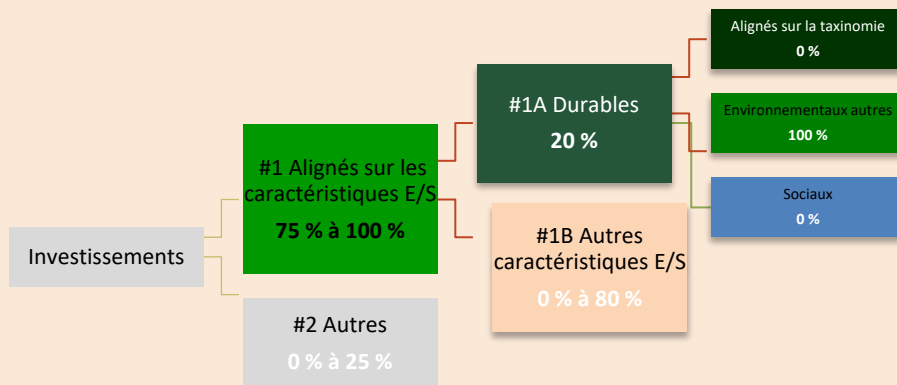 Investissements
#1 Alignés sur les
caractéristiques E/S
75 % à 100 %
#2 Autres
0 % à 25 %
#1A Durables
20 %
#1B Autres
caractéristiques E/S
0 % à 80 %
Alignés sur la taxinomie
0 %
Environnementaux autres
100 %
Sociaux
0 %